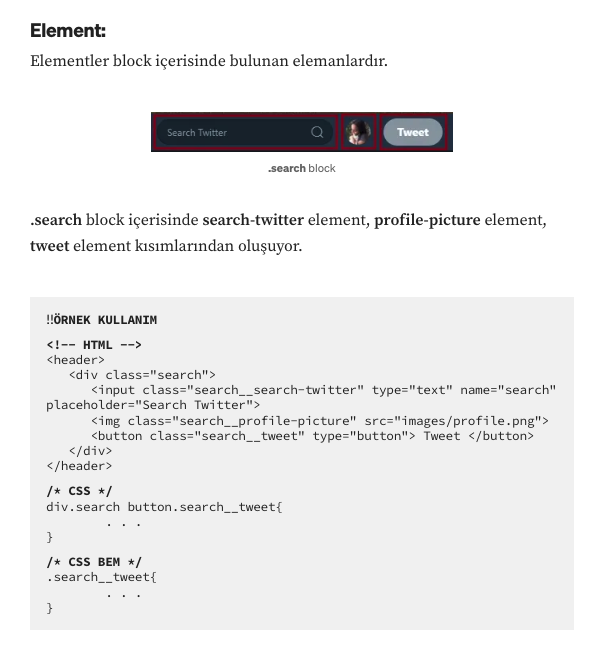 Element:
Elementler block içerisinde bulunan elemanlardır.
Search Twitter
Tweet
.search block
.search block içerisinde search-twitter element, profile-picture element,
tweet element kısımlarından oluşuyor.
‼️ÖRNEK KULLANIM
<!-- HTML -->
<header>
   <div class="search">
      <input class="search__search-twitter" type="text" name="search"
placeholder="Search Twitter">
      <img class="search__profile-picture" src="images/profile.png">
      <button class="search__tweet" type="button"> Tweet </button>
   </div>
</header>
/* CSS */
div.search button.search__tweet{
        . . .
}
/* CSS BEM */
.search__tweet{
        . . .
}